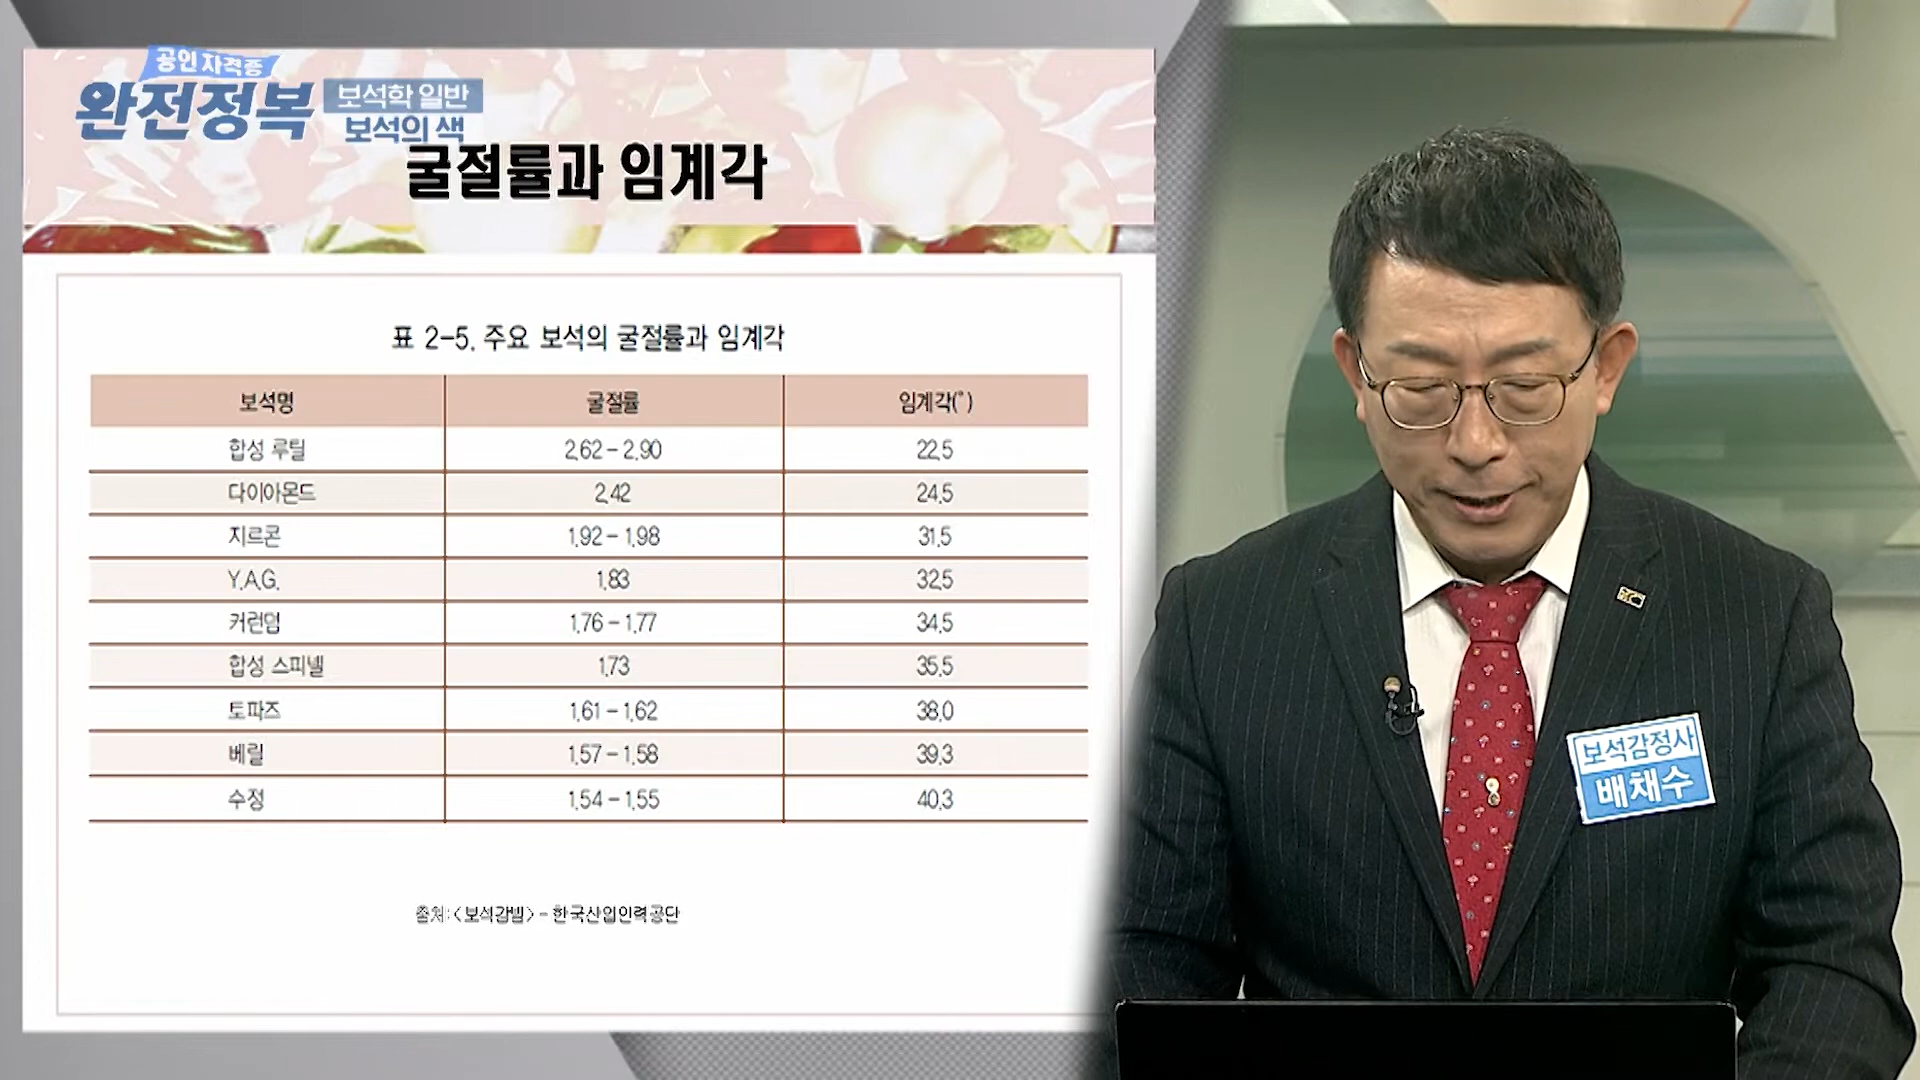 공인 자격증
완전정복
보석학 일반
보석의 색
굴절률과 임계각
표 2-5. 주요 보석의 굴절률과 임계각
보석명 굴절률 임계각(°)
합성 루틸 2.62 - 2.90 22.5
다이아몬드 2.42 24.5
지르콘 1.92 - 1.98 31.5
Y.A.G. 1.83 32.5
커런덤 1.76 - 1.77 34.5
합성 스피넬 1.73 35.5
토파즈 1.61 - 1.62 38.0
베릴 1.57 - 1.58 39.3
수정 1.54 - 1.55 40.3
출처: <보석감별> - 한국산업인력공단
보석감정사
배채수